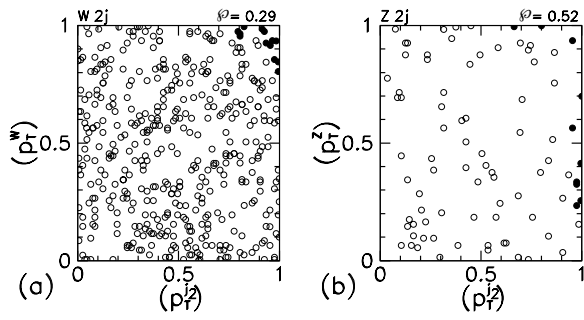 W 2j ℘= 0.29
1
0.5
0
0 0.5 1
(p_T^W)
(p_T^j2)
(a)
Z 2j ℘= 0.52
1
0.5
0
0 0.5 1
(p_T^Z)
(p_T^j2)
(b)